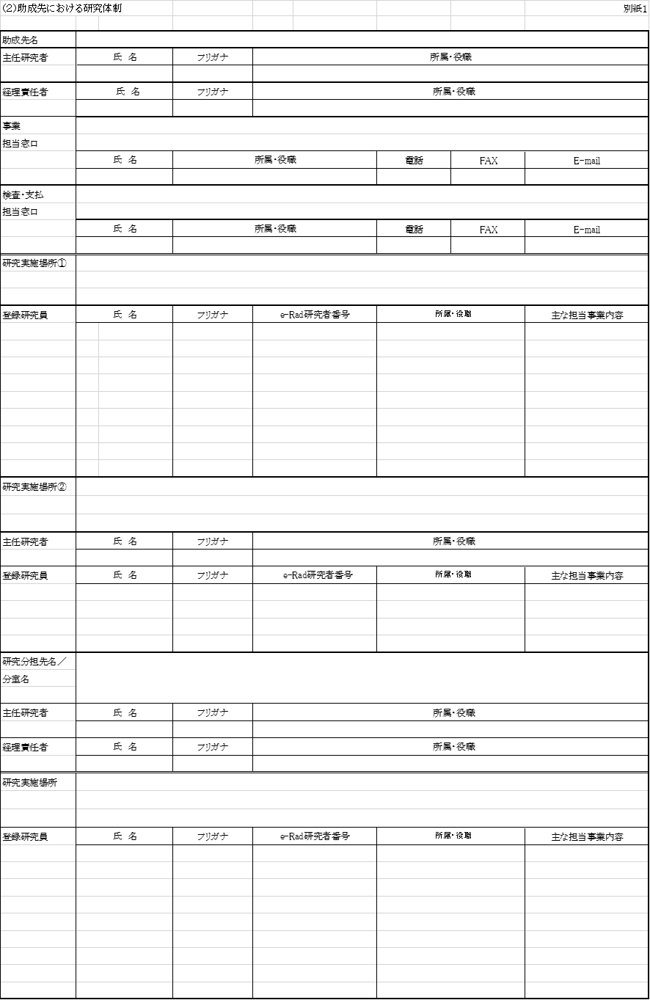 (2)助成先における研究体制 別紙1
助成先名
主任研究者 氏 名 フリガナ 所属・役職
経理責任者 氏 名 フリガナ 所属・役職
事業
担当窓口
氏 名 所属・役職 電話 FAX E-mail
検査・支払
担当窓口
氏 名 所属・役職 電話 FAX E-mail
研究実施場所①
登録研究員 氏 名 フリガナ e-Rad研究者番号 所属・役職 主な担当事業内容
研究実施場所②
主任研究者 氏 名 フリガナ 所属・役職
登録研究員 氏 名 フリガナ e-Rad研究者番号 所属・役職 主な担当事業内容
研究分担先名／
分室名
主任研究者 氏 名 フリガナ 所属・役職
経理責任者 氏 名 フリガナ 所属・役職
研究実施場所
登録研究員 氏 名 フリガナ e-Rad研究者番号 所属・役職 主な担当事業内容